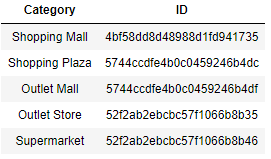 Category ID
Shopping Mall 4bf58dd8d48988d1fd941735
Shopping Plaza 5744ccdfe4b0c0459246b4dc
Outlet Mall 5744ccdfe4b0c0459246b4df
Outlet Store 52f2ab2ebcbc57f1066b8b35
Supermarket 52f2ab2ebcbc57f1066b8b46